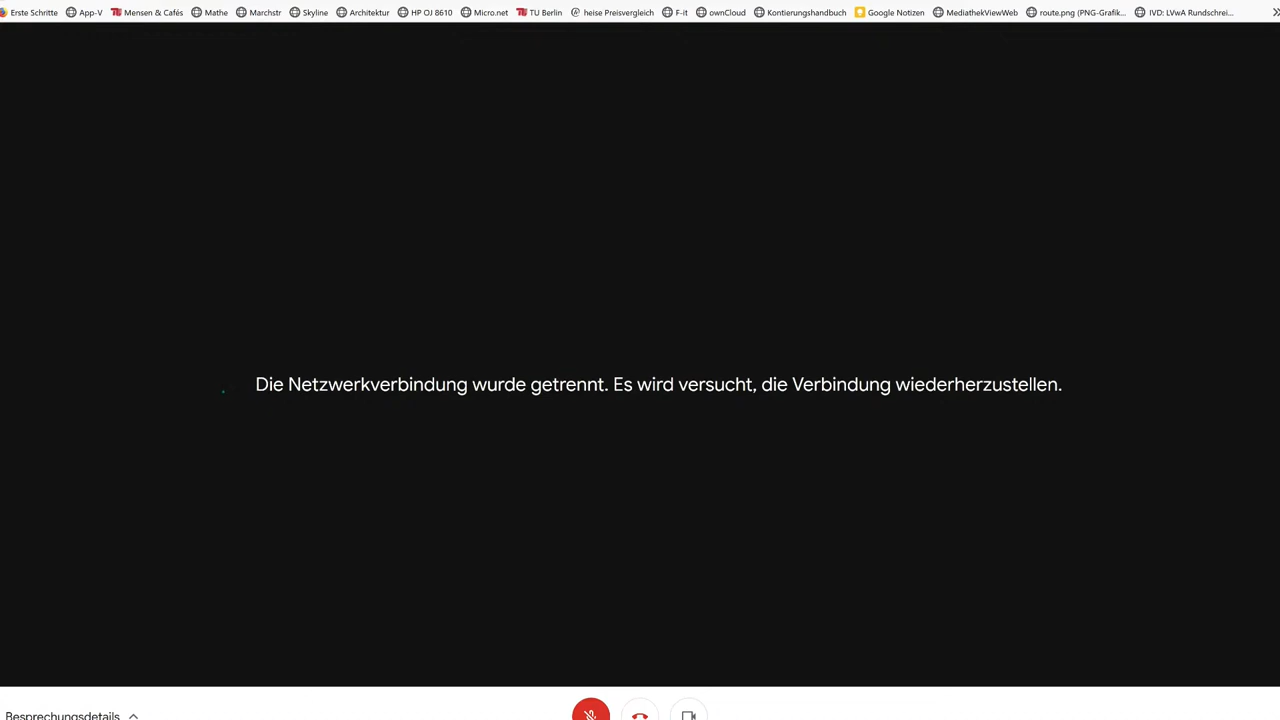 Erste Schritte App-V Mensen & Cafés Mathe Marchstr Skyline Architektur HP OJ 8610 Micro.net TU Berlin heise Preisvergleich F-it ownCloud Kontierungshandbuch Google Notizen MediathekViewWeb route.png (PNG-Grafik... IVD: LVwA Rundschrei...
Die Netzwerkverbindung wurde getrennt. Es wird versucht, die Verbindung wiederherzustellen.
Besprechungsdetails